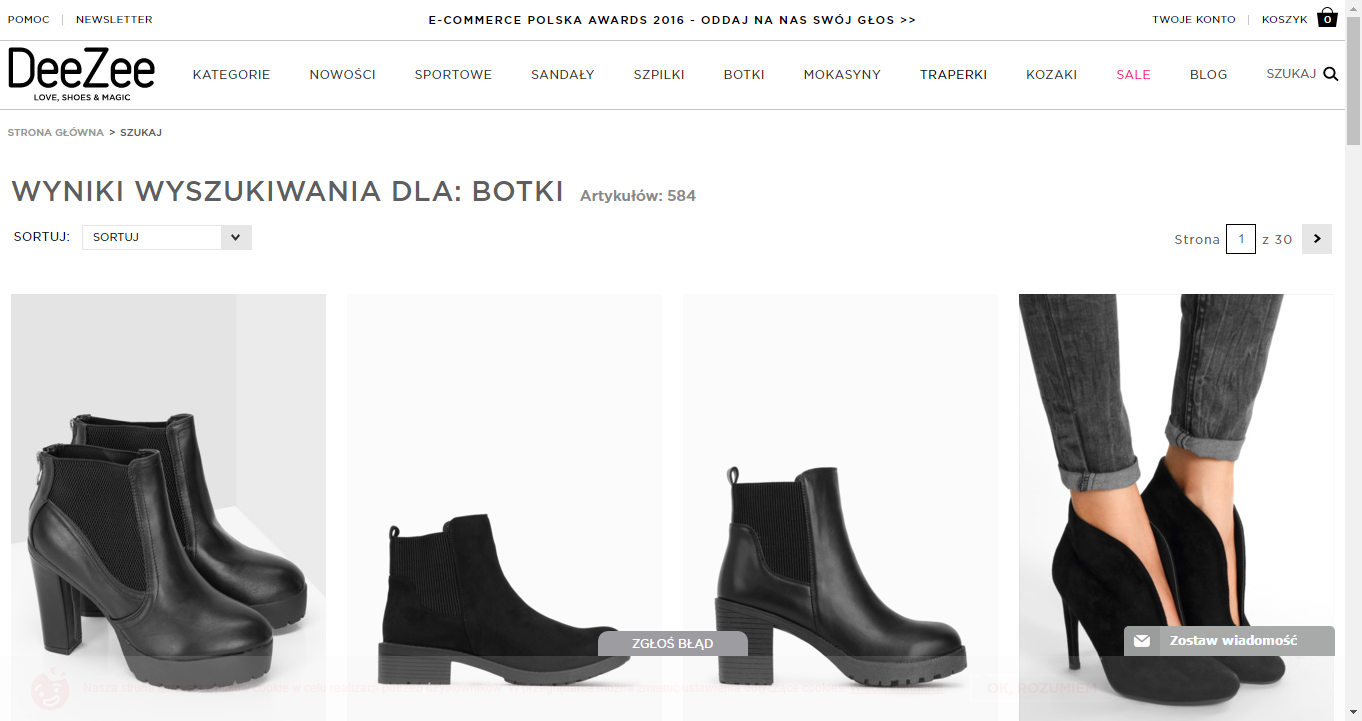 POMOC | NEWSLETTER
E-COMMERCE POLSKA AWARDS 2016 - ODDAJ NA NAS SWÓJ GŁOS >>
TWOJE KONTO | KOSZYK 0
DeeZee
LOVE, SHOES & MAGIC
KATEGORIE NOWOŚCI SPORTOWE SANDAŁY SZPILKI BOTKI MOKASYNY TRAPERKI KOZAKI SALE BLOG SZUKAJ
STRONA GŁÓWNA > SZUKAJ
WYNIKI WYSZUKIWANIA DLA: BOTKI Artykułów: 584
SORTUJ: SORTUJ
Strona 1 z 30 >
ZGŁOŚ BŁĄD
Zostaw wiadomość
OK, ROZUMIEM